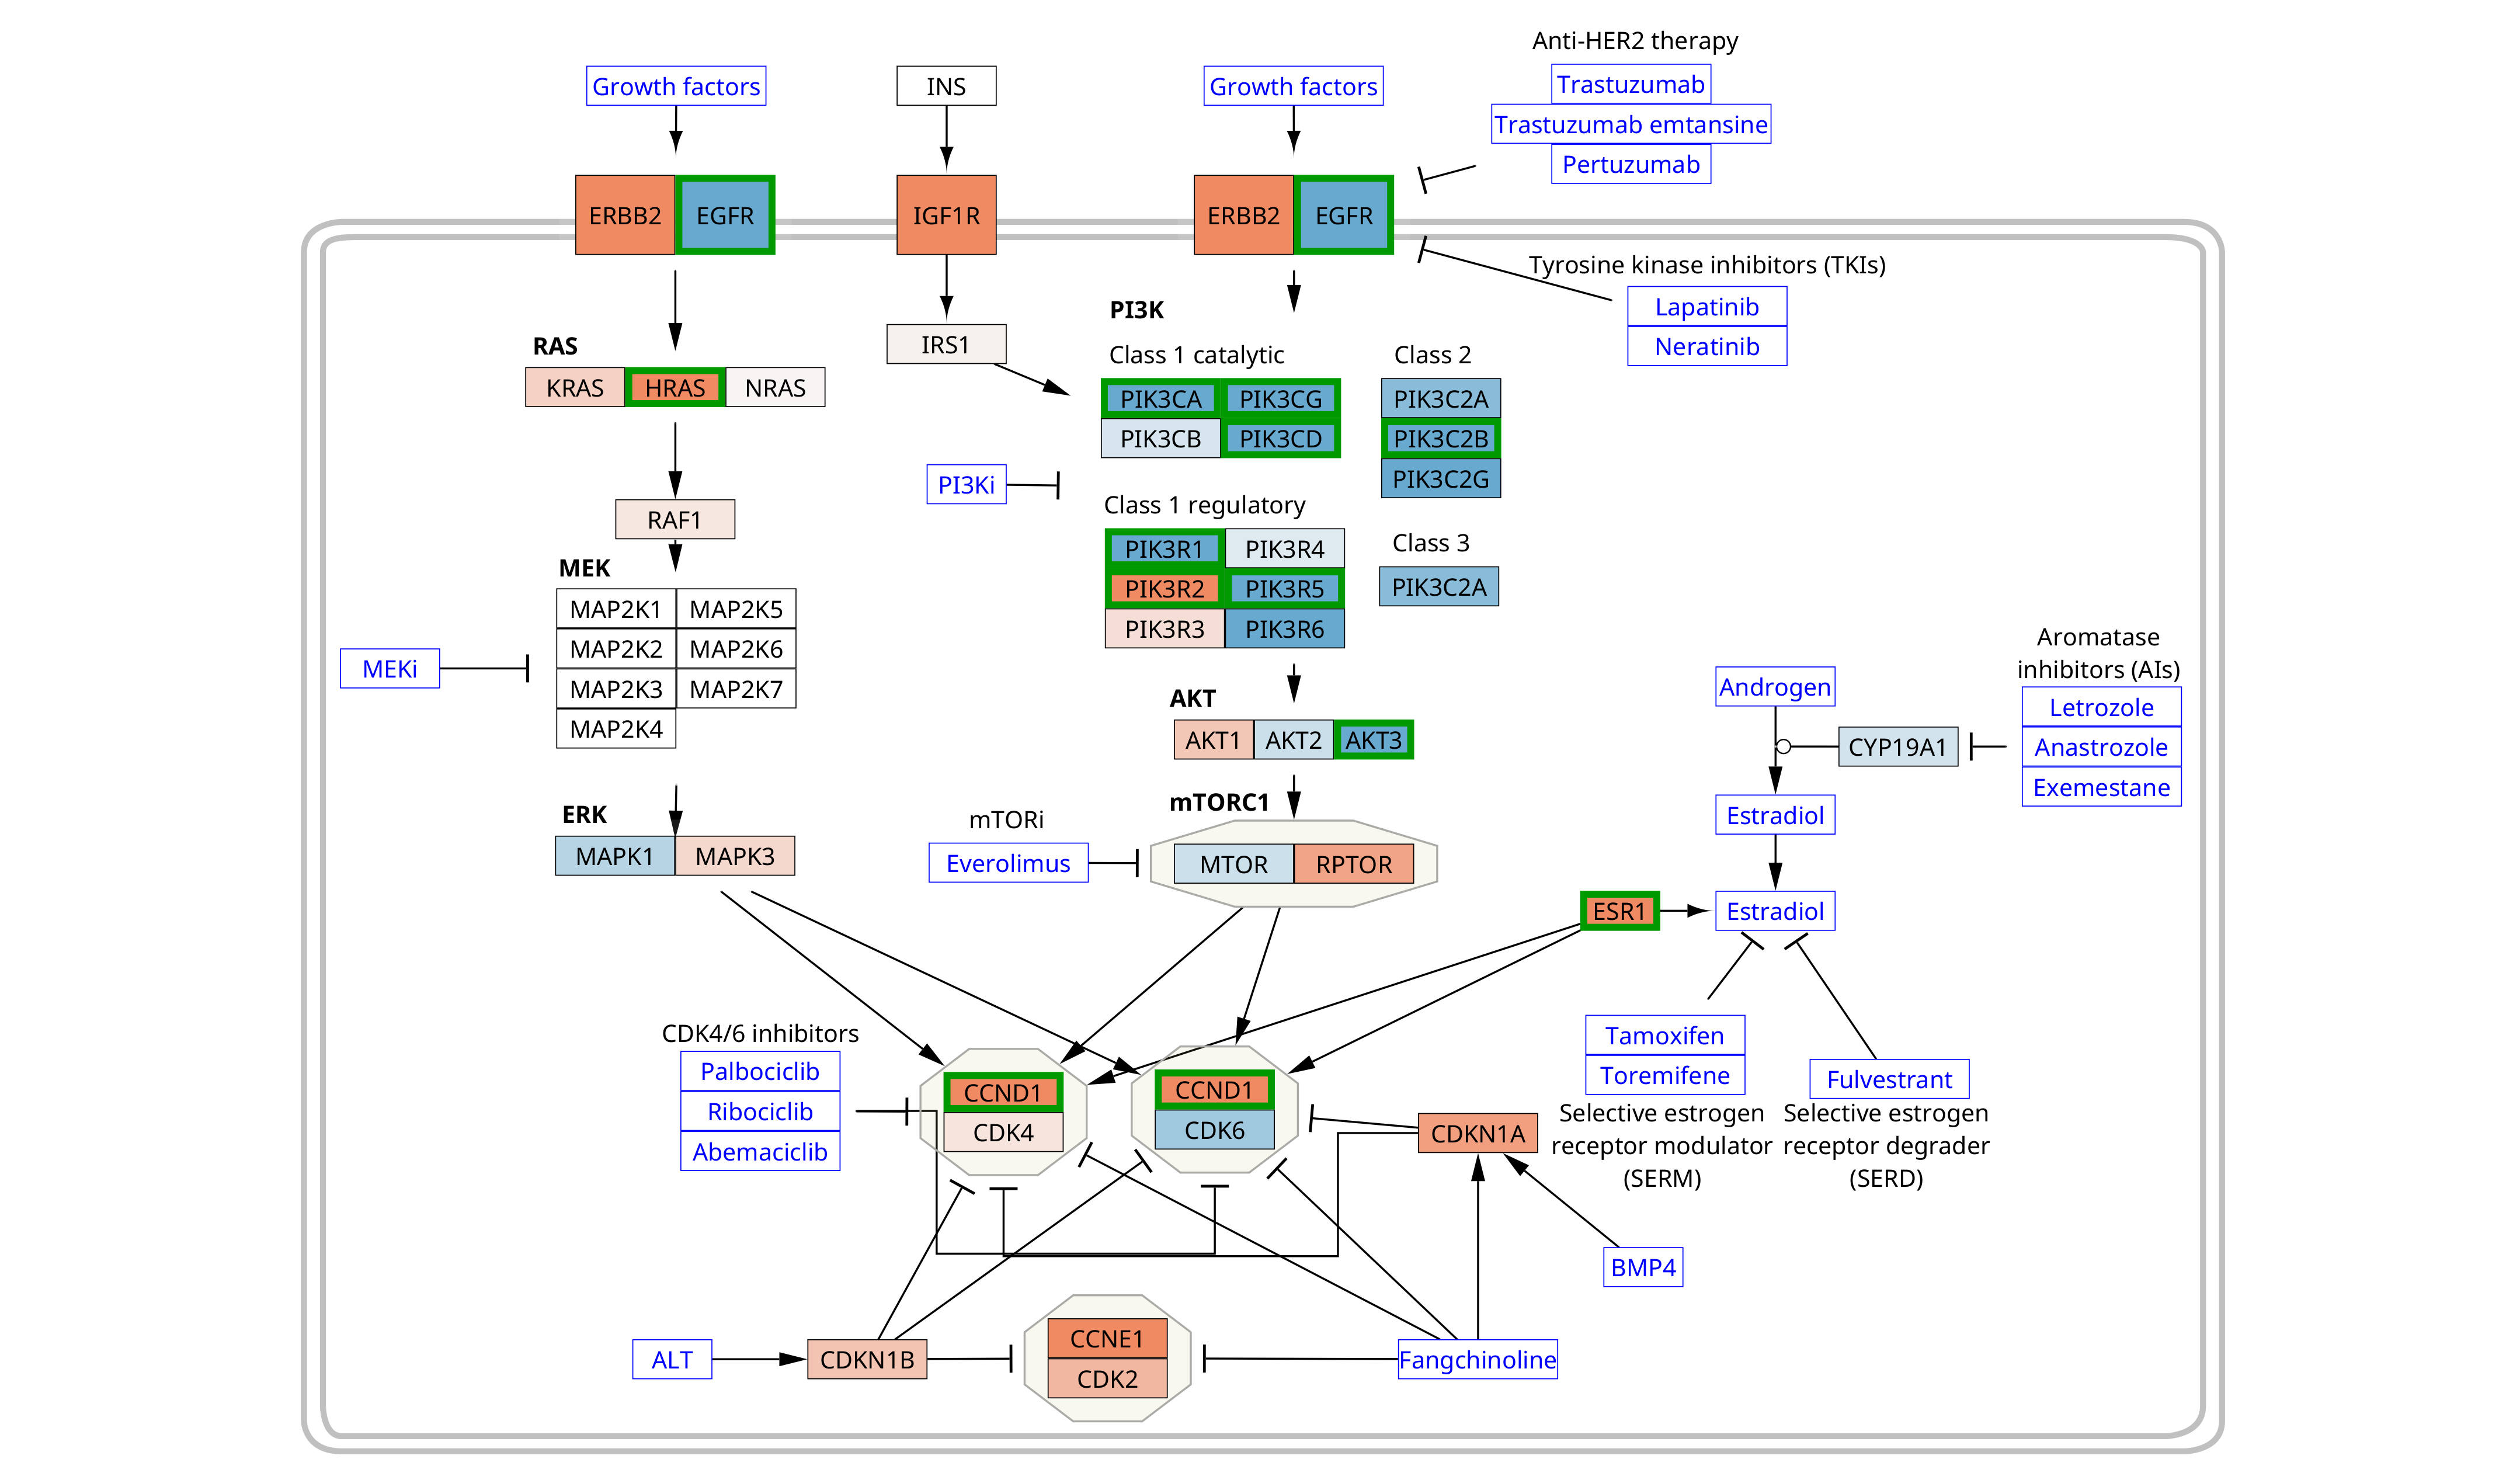 Anti-HER2 therapy
Growth factors
INS
Growth factors
Trastuzumab
Trastuzumab emtansine
Pertuzumab
ERBB2
EGFR
IGF1R
ERBB2
EGFR
Tyrosine kinase inhibitors (TKIs)
Lapatinib
Neratinib
PI3K
RAS
IRS1
Class 1 catalytic
Class 2
KRAS
HRAS
NRAS
PIK3CA
PIK3CG
PIK3C2A
PIK3CB
PIK3CD
PIK3C2B
PI3Ki
PIK3C2G
Class 1 regulatory
RAF1
PIK3R1
PIK3R4
Class 3
MEK
PIK3R2
PIK3R5
PIK3C2A
MAP2K1
MAP2K5
PIK3R3
PIK3R6
MAP2K2
MAP2K6
MEKi
MAP2K3
MAP2K7
MAP2K4
Aromatase
inhibitors (AIs)
Androgen
Letrozole
AKT
AKT1
AKT2
AKT3
CYP19A1
Anastrozole
Exemestane
mTORC1
ERK
mTORi
Estradiol
MAPK1
MAPK3
Everolimus
MTOR
RPTOR
ESR1
Estradiol
CDK4/6 inhibitors
Palbociclib
Ribociclib
Abemaciclib
CCND1
CDK4
CCND1
CDK6
CDKN1A
Tamoxifen
Toremifene
Selective estrogen
receptor modulator
(SERM)
Fulvestrant
Selective estrogen
receptor degrader
(SERD)
BMP4
ALT
CDKN1B
CCNE1
CDK2
Fangchinoline